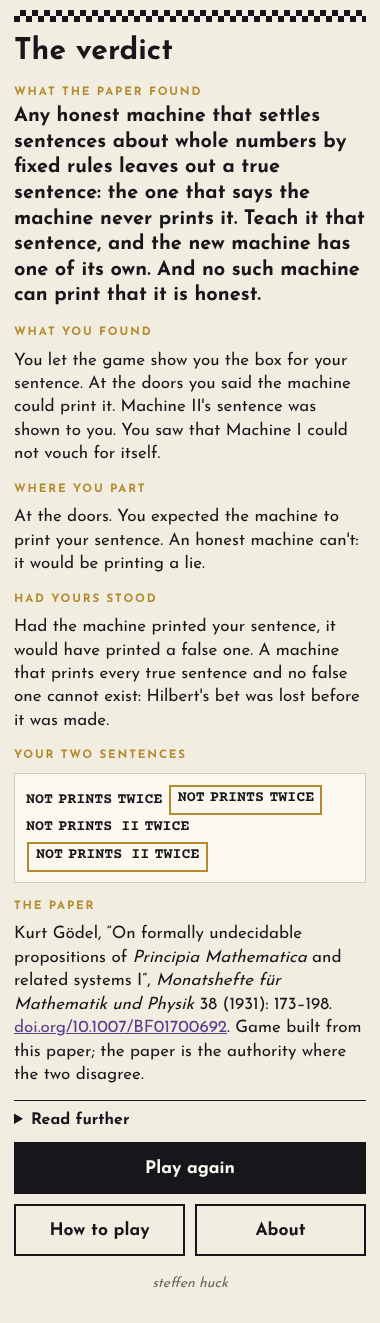 The verdict
WHAT THE PAPER FOUND
Any honest machine that settles
sentences about whole numbers by
fixed rules leaves out a true
sentence: the one that says the
machine never prints it. Teach it that
sentence, and the new machine has
one of its own. And no such machine
can print that it is honest.
WHAT YOU FOUND
You let the game show you the box for your
sentence. At the doors you said the machine
could print it. Machine II's sentence was
shown to you. You saw that Machine I could
not vouch for itself.
WHERE YOU PART
At the doors. You expected the machine to
print your sentence. An honest machine can't:
it would be printing a lie.
HAD YOURS STOOD
Had the machine printed your sentence, it
would have printed a false one. A machine
that prints every true sentence and no false
one cannot exist: Hilbert's bet was lost before
it was made.
YOUR TWO SENTENCES
NOT PRINTS TWICE NOT PRINTS TWICE
NOT PRINTS II TWICE
NOT PRINTS II TWICE
THE PAPER
Kurt Gödel, “On formally undecidable
propositions of Principia Mathematica and
related systems I”, Monatshefte für
Mathematik und Physik 38 (1931): 173–198.
doi.org/10.1007/BF01700692. Game built from
this paper; the paper is the authority where
the two disagree.
▶ Read further
Play again
How to play About
steffen huck